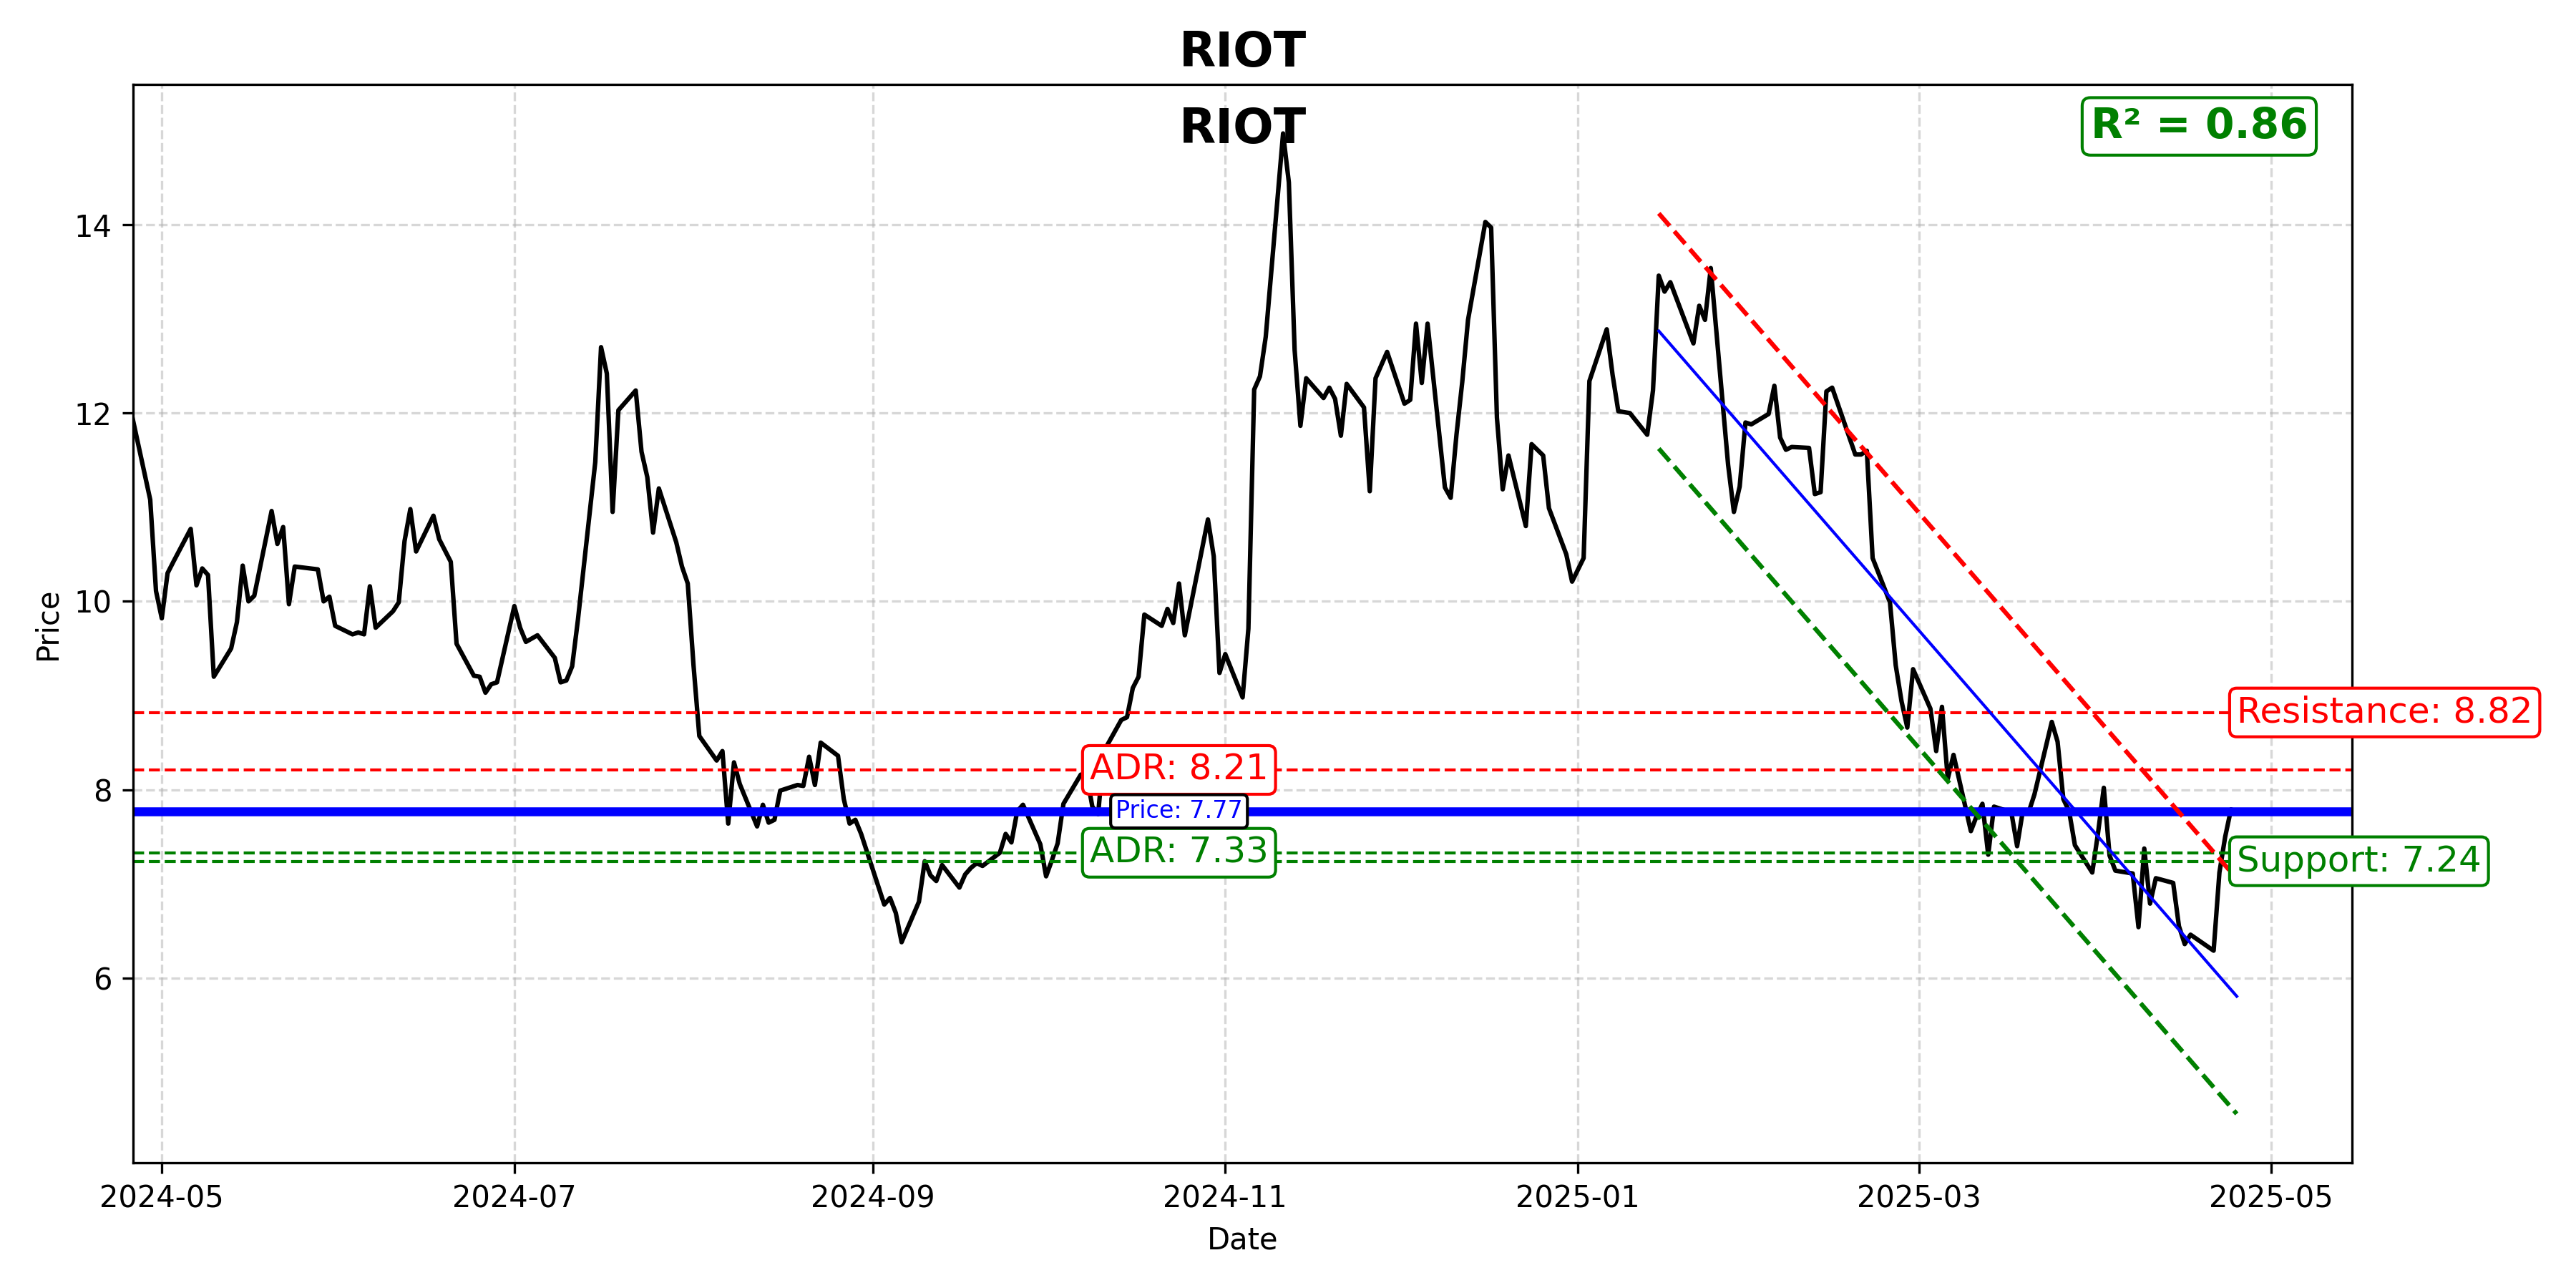 RIOT
RIOT
R² = 0.86
14
12
10
8
6
Price
Resistance: 8.82
ADR: 8.21
Price: 7.77
ADR: 7.33
Support: 7.24
2024-05
2024-07
2024-09
2024-11
2025-01
2025-03
2025-05
Date